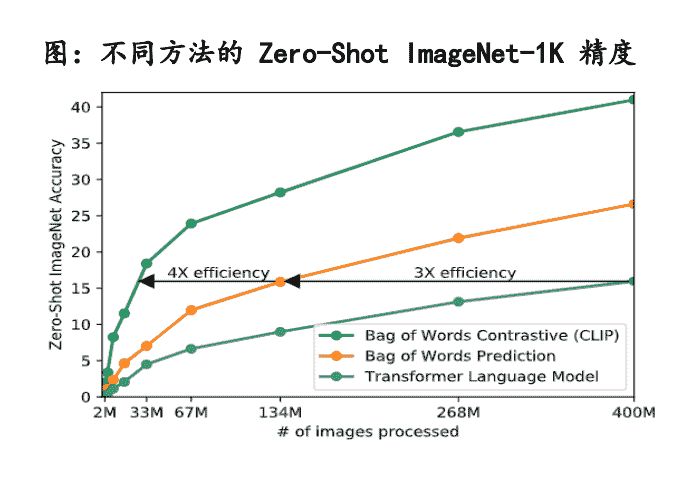 图: 不同方法的 Zero-Shot ImageNet-1K 精度
40
35
30
25
20
15
10
5
0
Zero-Shot ImageNet Accuracy
4X efficiency
3X efficiency
Bag of Words Contrastive (CLIP)
Bag of Words Prediction
Transformer Language Model
2M 33M 67M 134M 268M 400M
# of images processed